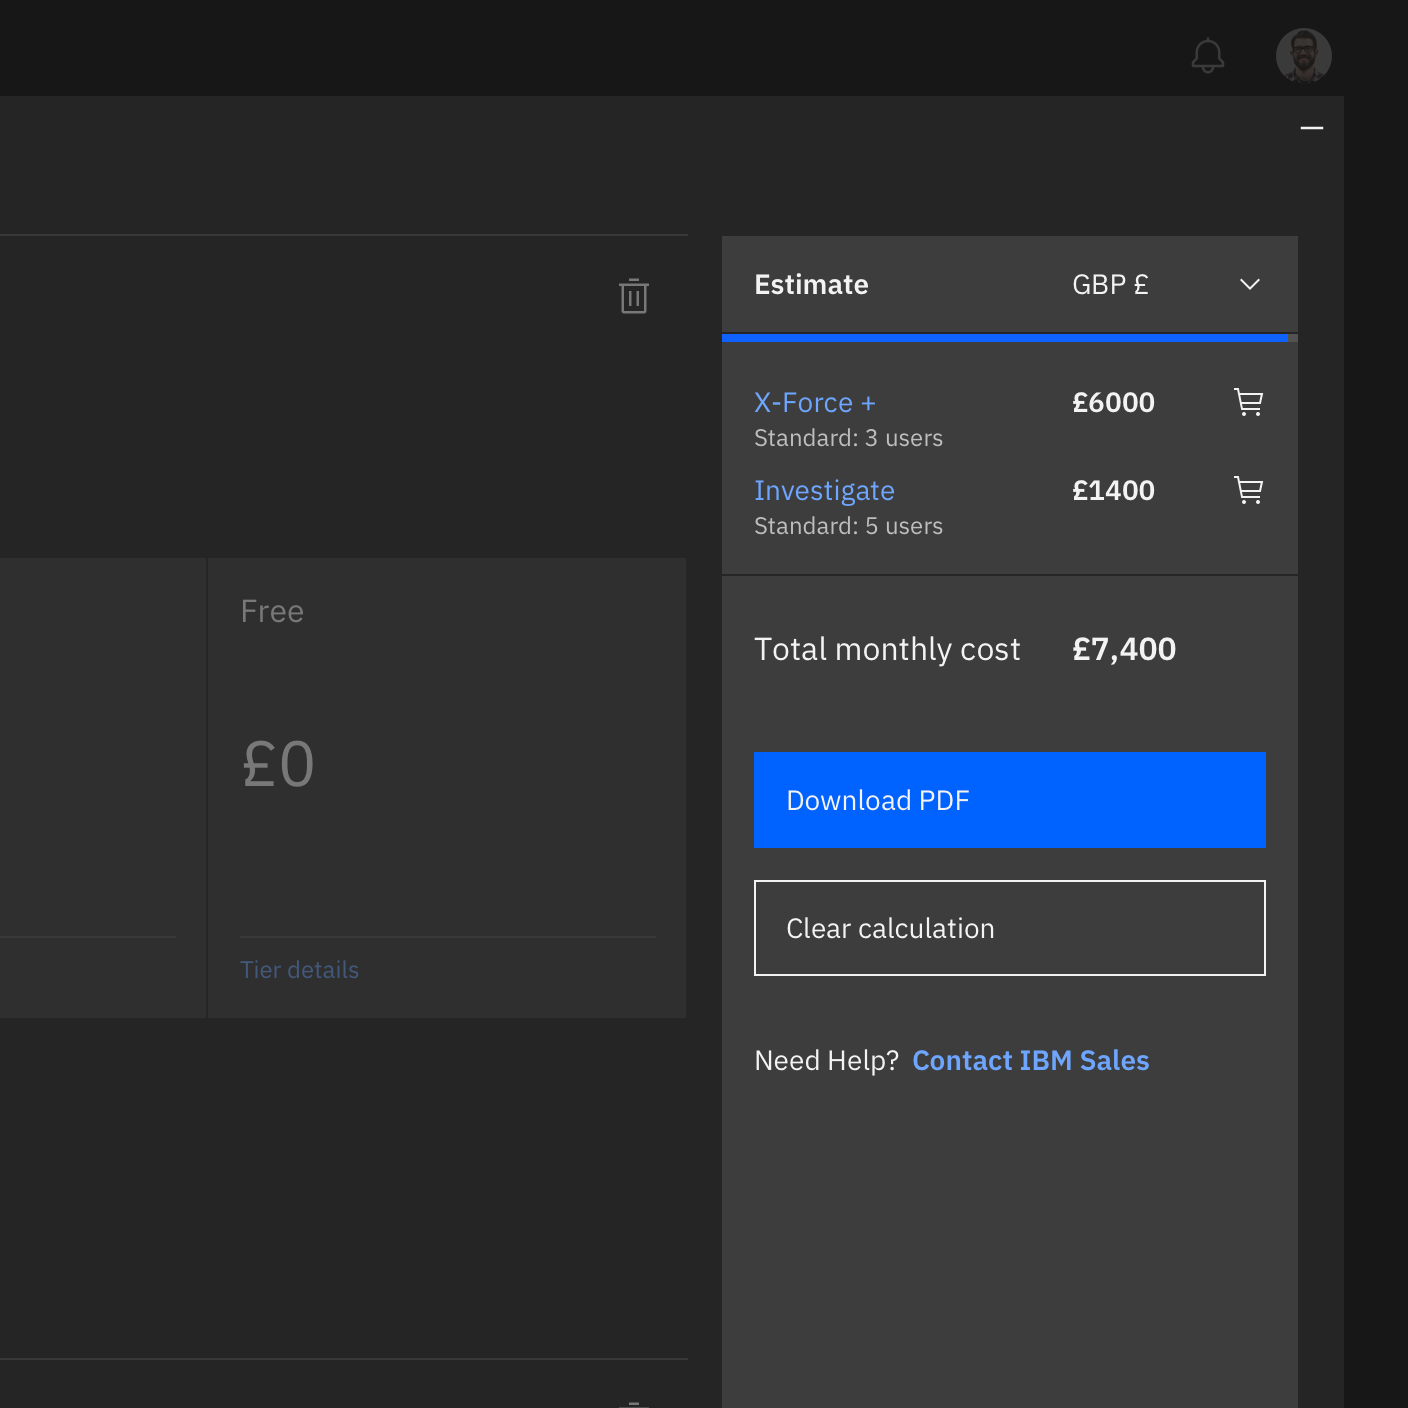 Estimate GBP £
X-Force + £6000
Standard: 3 users
Investigate £1400
Standard: 5 users
Total monthly cost £7,400
Download PDF
Clear calculation
Need Help? Contact IBM Sales
Free
£0
Tier details